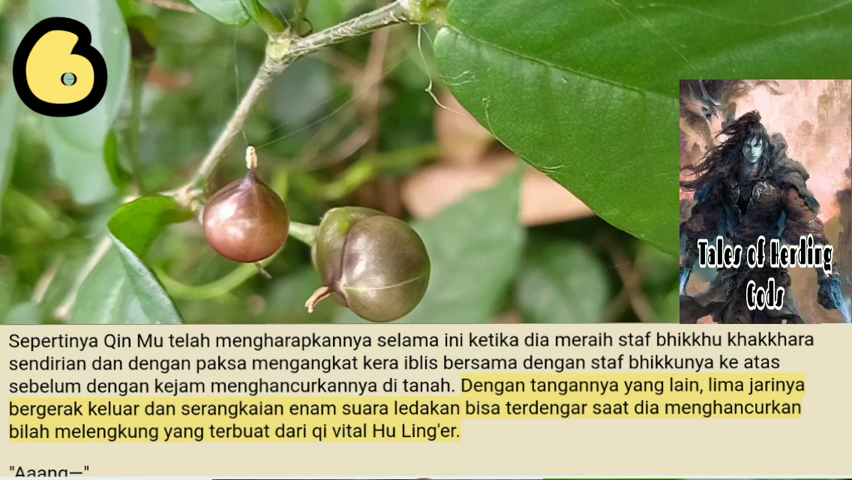 6
Tales of Herding
Gods
Sepertinya Qin Mu telah mengharapkannya selama ini ketika dia meraih staf bhikkhu khakkhara
sendirian dan dengan paksa mengangkat kera iblis bersama dengan staf bhikkunya ke atas
sebelum dengan kejam menghancurkannya di tanah. Dengan tangannya yang lain, lima jarinya
bergerak keluar dan serangkaian enam suara ledakan bisa terdengar saat dia menghancurkan
bilah melengkung yang terbuat dari qi vital Hu Ling'er.
"Aaang—"